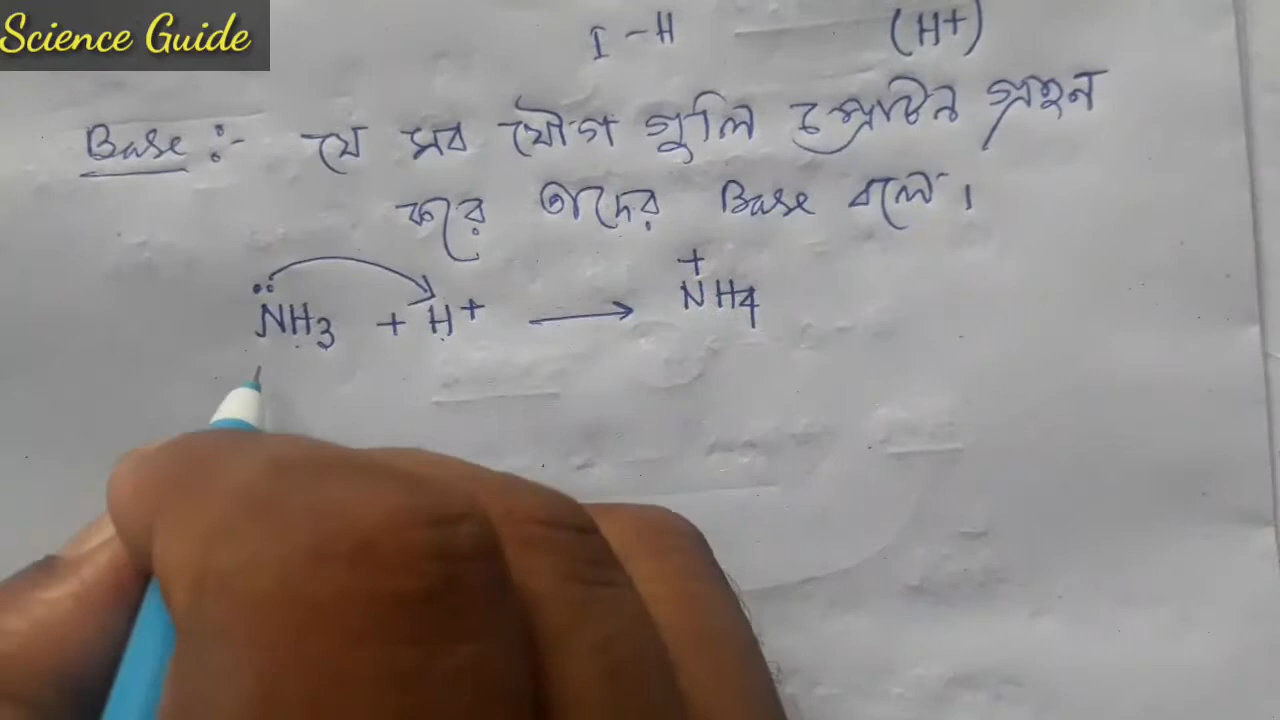 Science Guide
I-H (H+)
Base :- যে সব যৌগ গুলি প্রোটন গ্রহন
করে তাদের Base বলে।
NH3 + H+ ⟶ +NH4